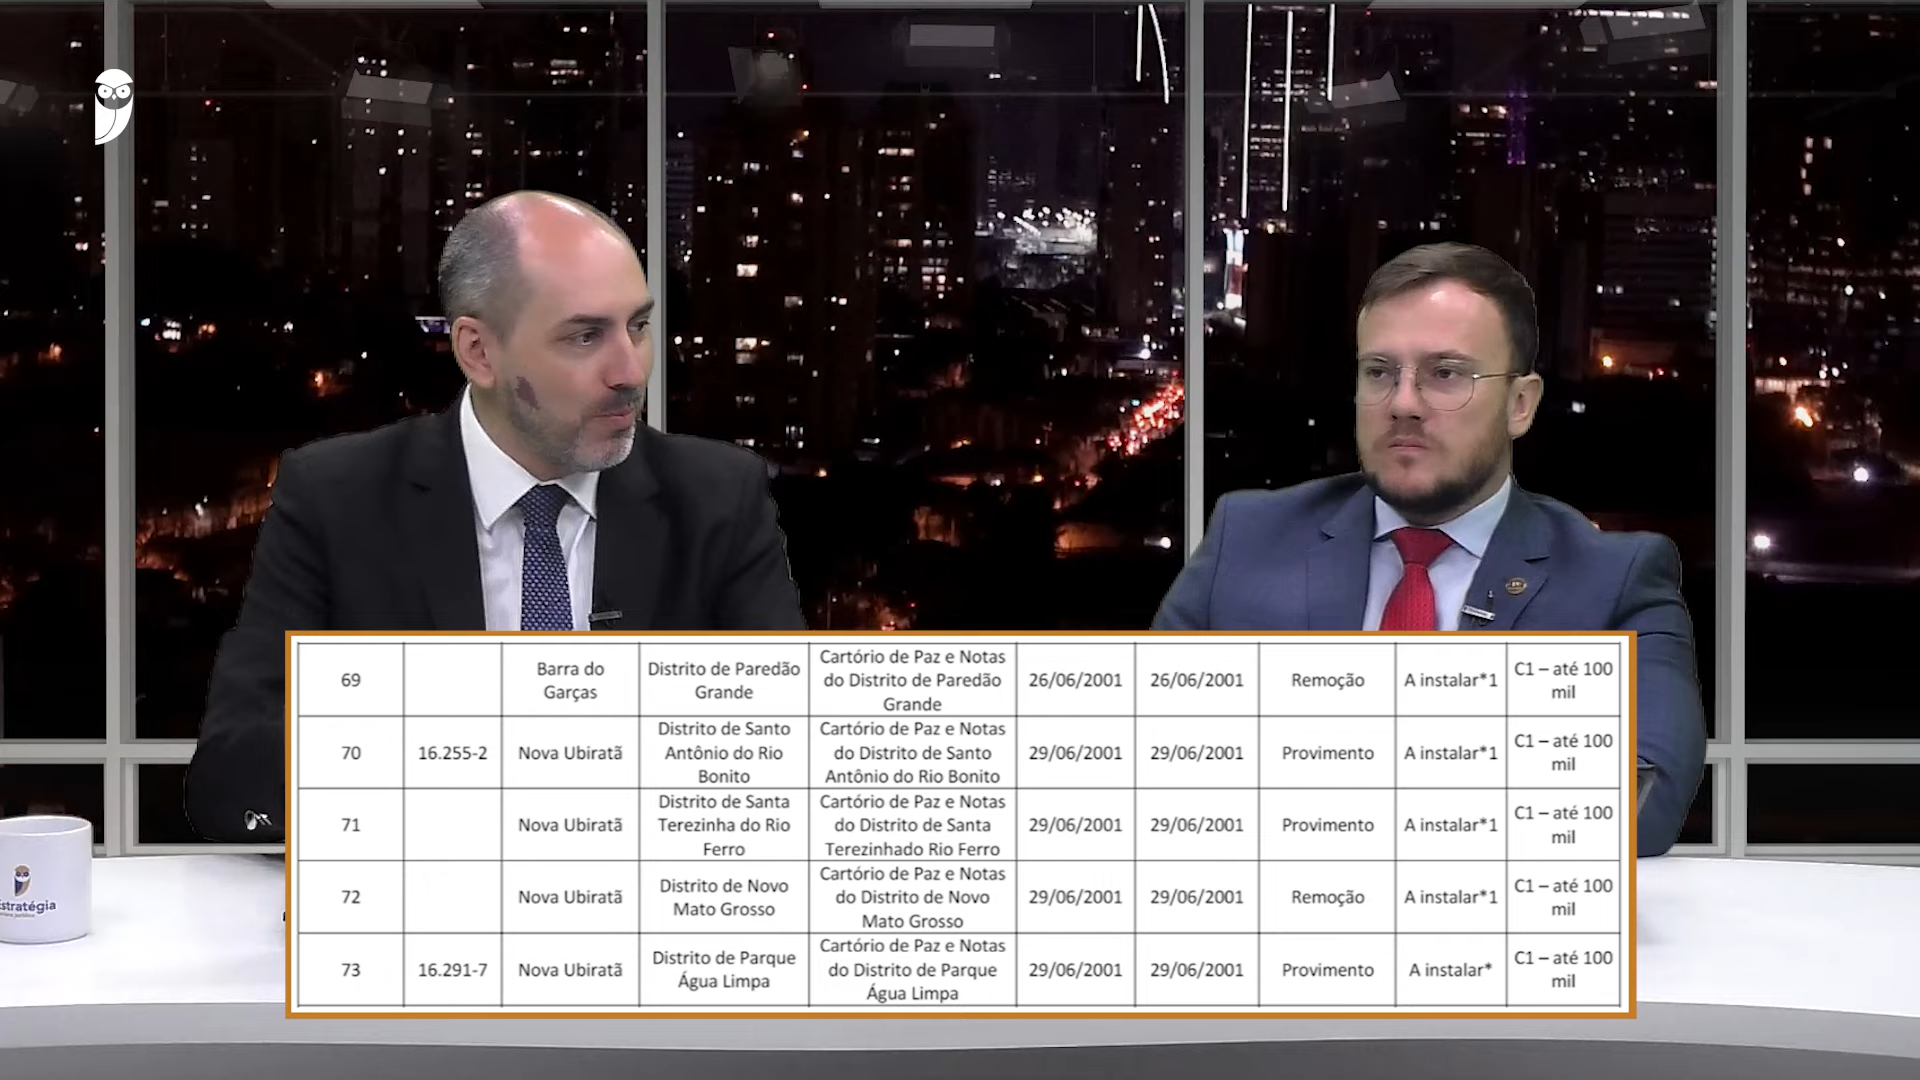 69
Barra do
Garças
Distrito de Paredão
Grande
Cartório de Paz e Notas
do Distrito de Paredão
Grande
26/06/2001
26/06/2001
Remoção
A instalar*1
C1 – até 100
mil
70
16.255-2
Nova Ubiratã
Distrito de Santo
Antônio do Rio
Bonito
Cartório de Paz e Notas
do Distrito de Santo
Antônio do Rio Bonito
29/06/2001
29/06/2001
Provimento
A instalar*1
C1 – até 100
mil
71
Nova Ubiratã
Distrito de Santa
Terezinha do Rio
Ferro
Cartório de Paz e Notas
do Distrito de Santa
Terezinhado Rio Ferro
29/06/2001
29/06/2001
Provimento
A instalar*1
C1 – até 100
mil
72
Nova Ubiratã
Distrito de Novo
Mato Grosso
Cartório de Paz e Notas
do Distrito de Novo
Mato Grosso
29/06/2001
29/06/2001
Remoção
A instalar*1
C1 – até 100
mil
73
16.291-7
Nova Ubiratã
Distrito de Parque
Água Limpa
Cartório de Paz e Notas
do Distrito de Parque
Água Limpa
29/06/2001
29/06/2001
Provimento
A instalar*
C1 – até 100
mil
stratégia